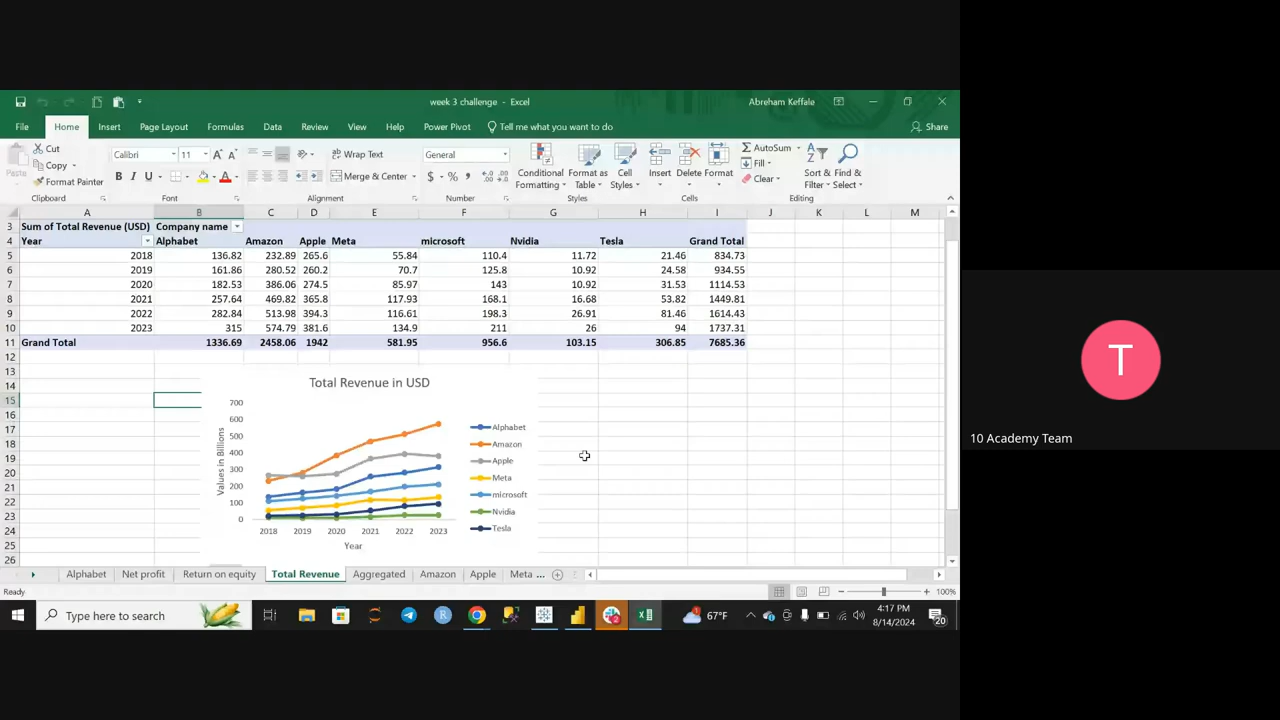 week 3 challenge - Excel
Abreham Keffale
File Home Insert Page Layout Formulas Data Review View Help Power Pivot Tell me what you want to do Share
Paste
Cut
Copy
Format Painter
Clipboard
Calibri 11
B I U
Font
Wrap Text
Merge & Center
Alignment
General
$ % ,
Number
Conditional Formatting
Format as Table
Cell Styles
Styles
Insert Delete Format
Cells
AutoSum
Fill
Clear
Sort & Filter
Find & Select
Editing
A B C D E F G H I J K L M
3 Sum of Total Revenue (USD) Company name
4 Year Alphabet Amazon Apple Meta microsoft Nvidia Tesla Grand Total
5 2018 136.82 232.89 265.6 55.84 110.4 11.72 21.46 834.73
6 2019 161.86 280.52 260.2 70.7 125.8 10.92 24.58 934.55
7 2020 182.53 386.06 274.5 85.97 143 10.92 31.53 1114.53
8 2021 257.64 469.82 365.8 117.93 168.1 16.68 53.82 1449.81
9 2022 282.84 513.98 394.3 116.61 198.3 26.91 81.46 1614.43
10 2023 315 574.79 381.6 134.9 211 26 94 1737.31
11 Grand Total 1336.69 2458.06 1942 581.95 956.6 103.15 306.85 7685.36
12
13
14
15
16
17
18
19
20
21
22
23
24
25
26
Total Revenue in USD
Values in Billions
700
600
500
400
300
200
100
0
2018 2019 2020 2021 2022 2023
Year
Alphabet
Amazon
Apple
Meta
microsoft
Nvidia
Tesla
Alphabet Net profit Return on equity Total Revenue Aggregated Amazon Apple Meta ...
Ready
100%
Type here to search
67°F
4:17 PM
8/14/2024
20
T
10 Academy Team